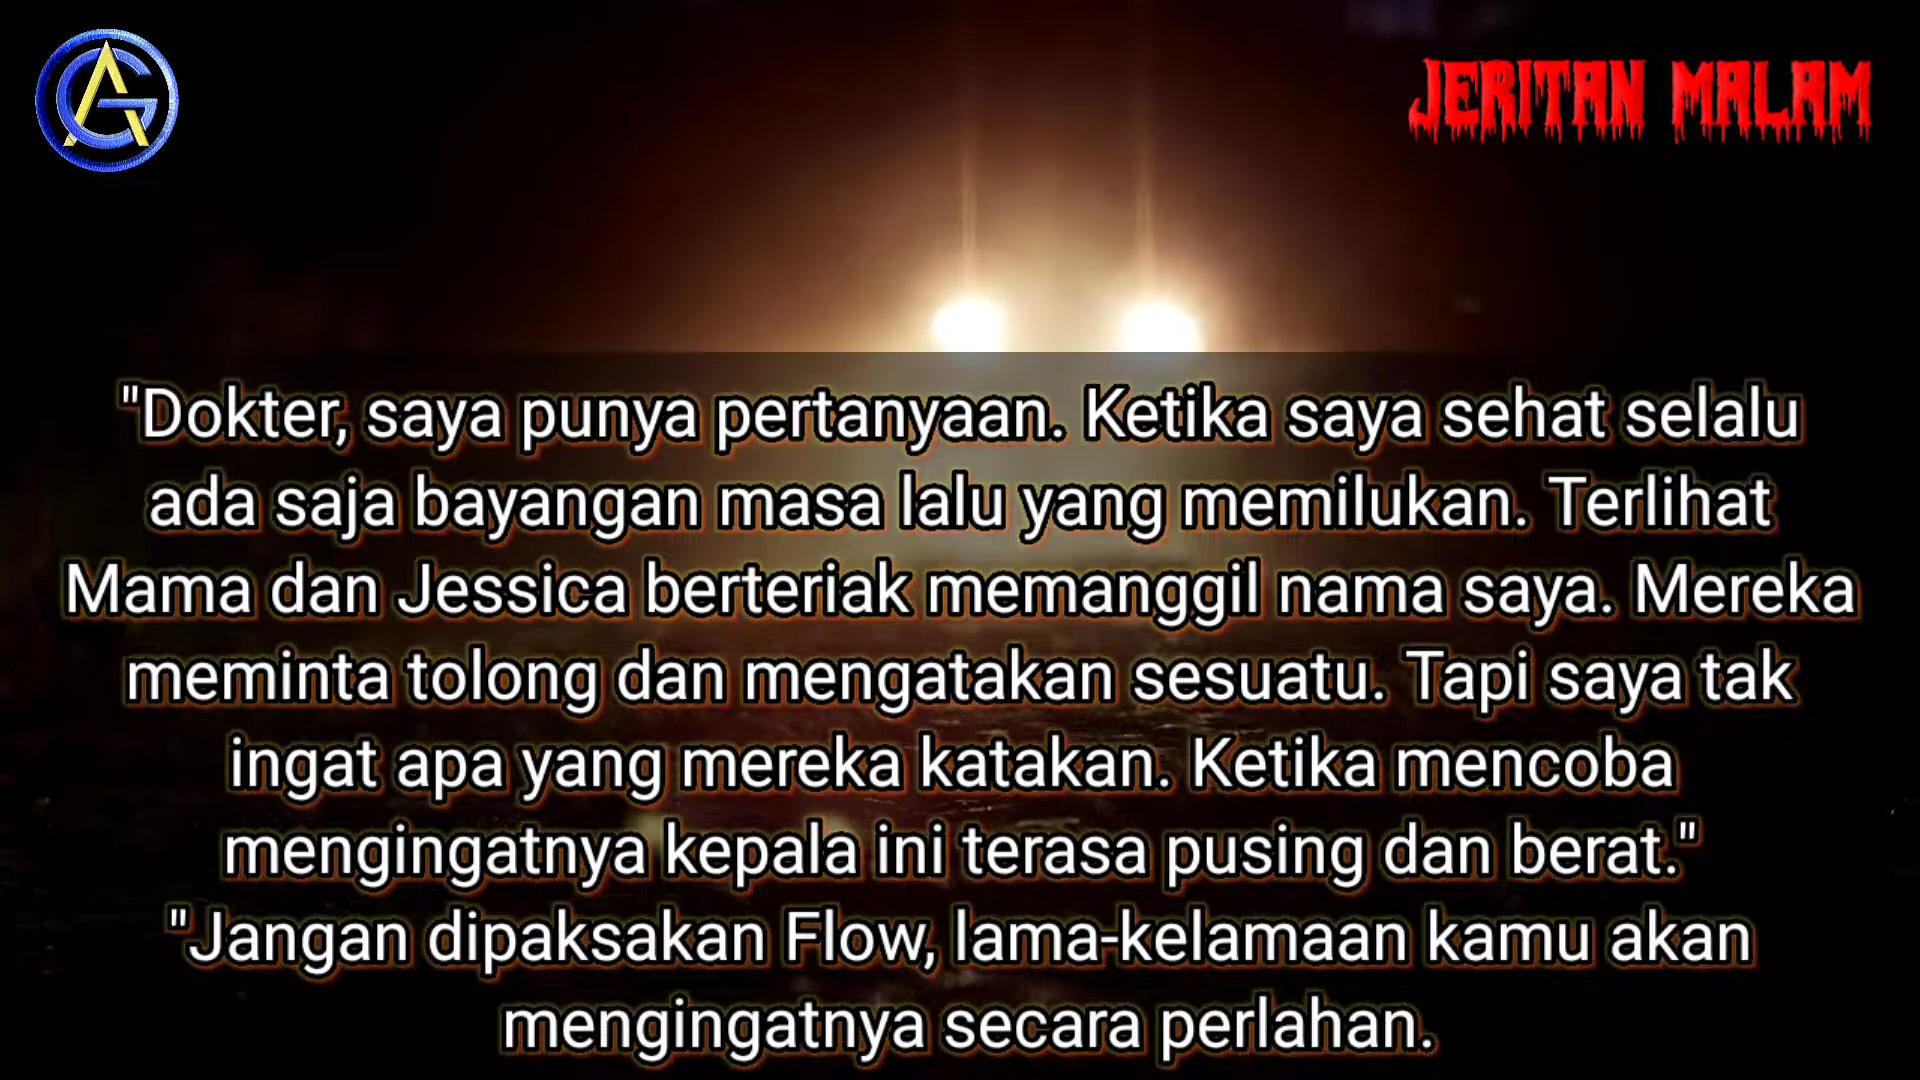 JERITAN MALAM
"Dokter, saya punya pertanyaan. Ketika saya sehat selalu
ada saja bayangan masa lalu yang memilukan. Terlihat
Mama dan Jessica berteriak memanggil nama saya. Mereka
meminta tolong dan mengatakan sesuatu. Tapi saya tak
ingat apa yang mereka katakan. Ketika mencoba
mengingatnya kepala ini terasa pusing dan berat."
"Jangan dipaksakan Flow, lama-kelamaan kamu akan
mengingatnya secara perlahan.